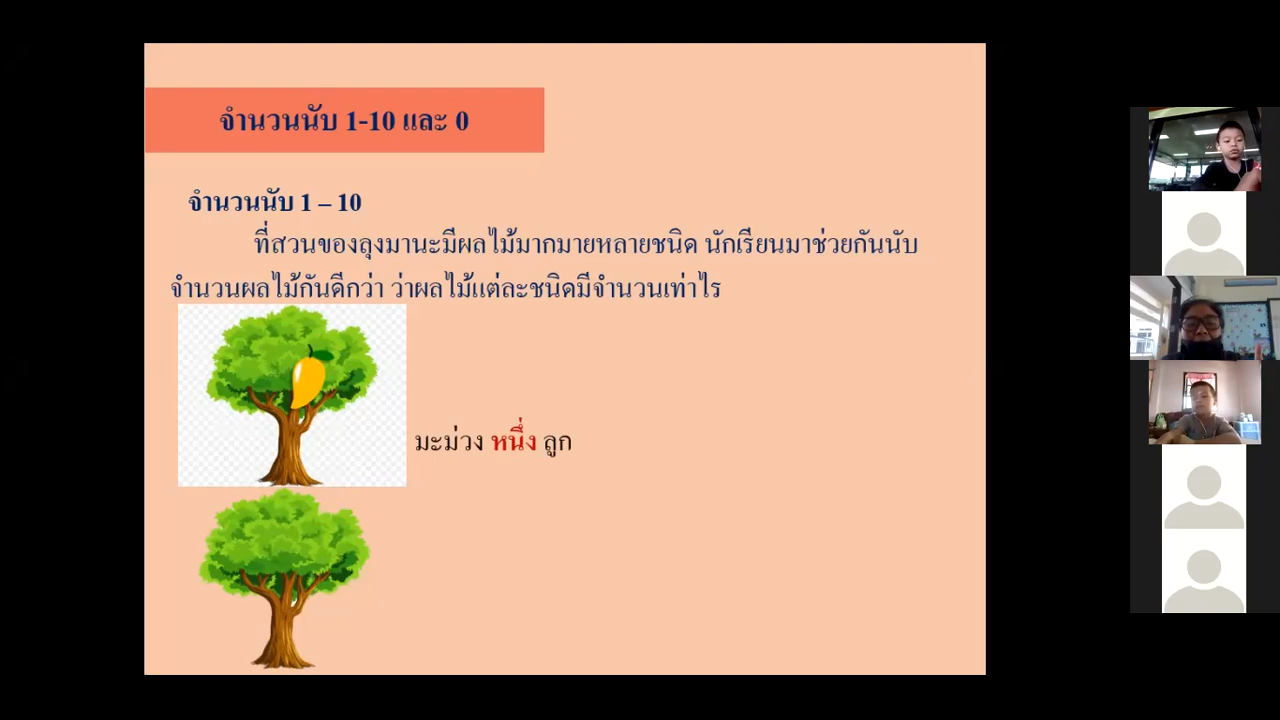 จำนวนนับ 1-10 และ 0
จำนวนนับ 1 – 10
ที่สวนของลุงมานะมีผลไม้มากมายหลายชนิด นักเรียนมาช่วยกันนับ
จำนวนผลไม้กันดีกว่า ว่าผลไม้แต่ละชนิดมีจำนวนเท่าไร
มะม่วง หนึ่ง ลูก